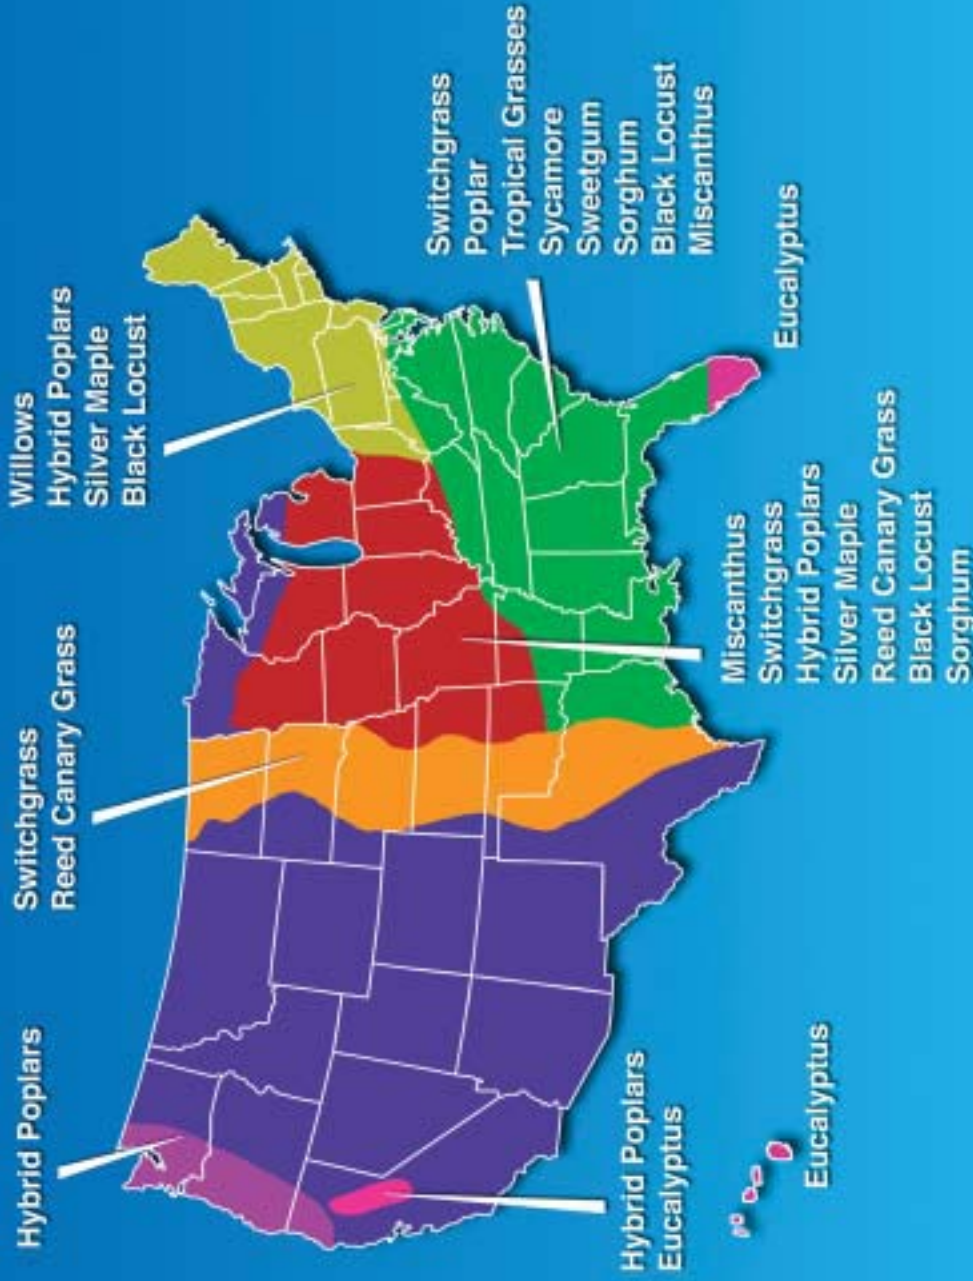 Hybrid Poplars
Switchgrass
Reed Canary Grass
Willows
Hybrid Poplars
Silver Maple
Black Locust
Switchgrass
Poplar
Tropical Grasses
Sycamore
Sweetgum
Sorghum
Black Locust
Miscanthus
Eucalyptus
Miscanthus
Switchgrass
Hybrid Poplars
Silver Maple
Reed Canary Grass
Black Locust
Sorghum
Hybrid Poplars
Eucalyptus
Eucalyptus